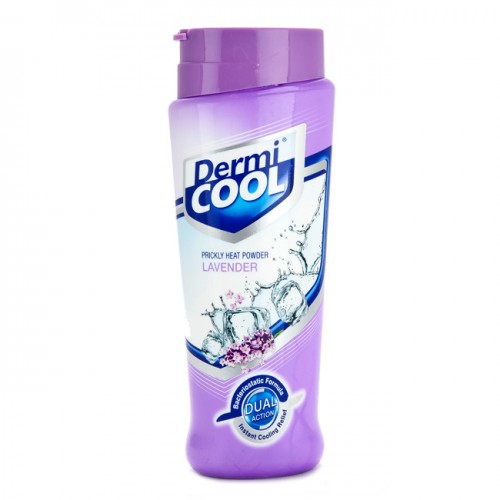 Dermi
COOL
PRICKLY HEAT POWDER
LAVENDER
Bacteriostatic Formula
DUAL
ACTION
Instant Cooling Relief